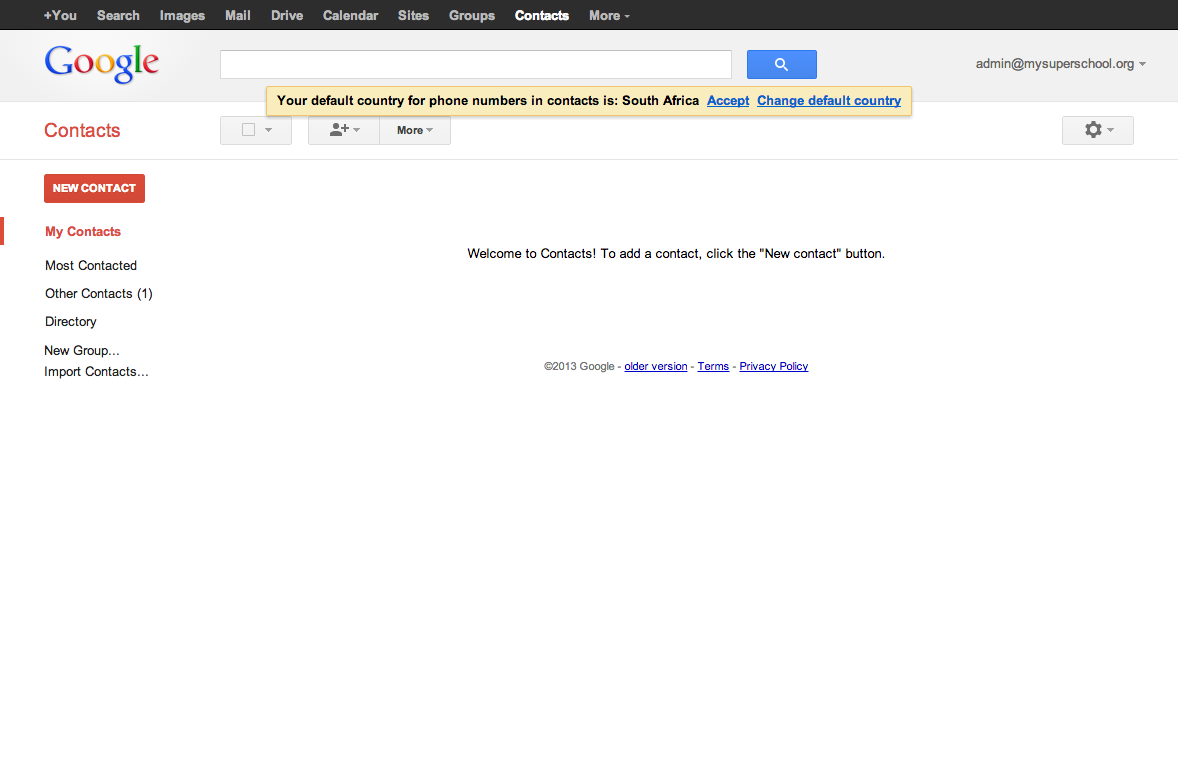 +You Search Images Mail Drive Calendar Sites Groups Contacts More
Google
admin@mysuperschool.org
Your default country for phone numbers in contacts is: South Africa Accept Change default country
Contacts
More
NEW CONTACT
My Contacts
Welcome to Contacts! To add a contact, click the "New contact" button.
Most Contacted
Other Contacts (1)
Directory
New Group...
Import Contacts...
©2013 Google - older version - Terms - Privacy Policy